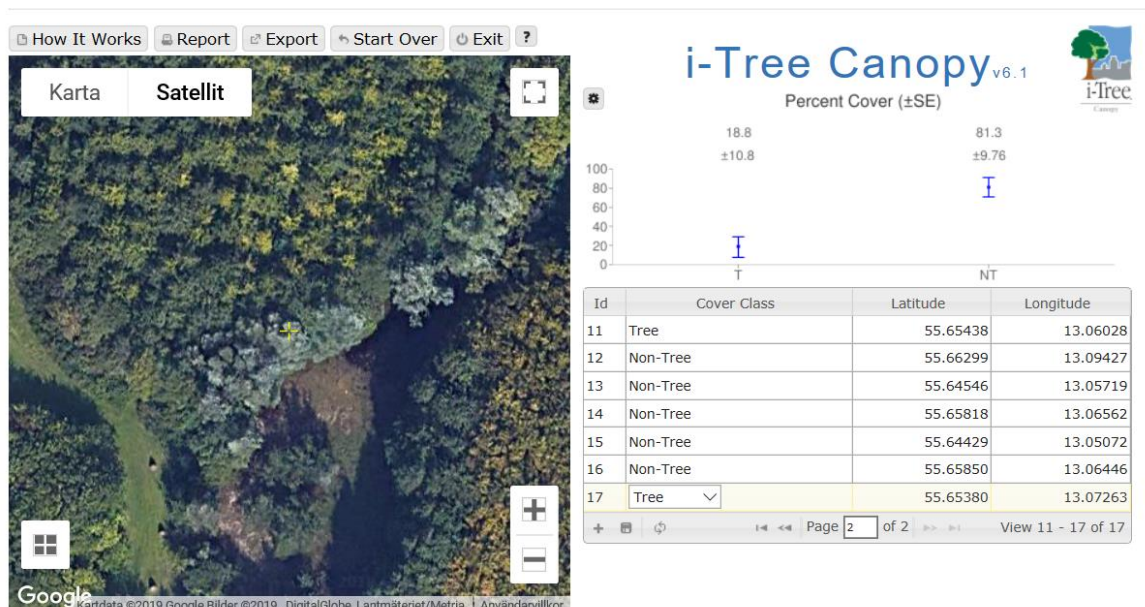 How It Works Report Export Start Over Exit ?
Karta Satellit
Google
Kartdata ©2019 Google Bilder ©2019 , DigitalGlobe, Lantmäteriet/Metria Användarvillkor
i-Tree Canopy v6.1
i-Tree
Canopy
Percent Cover (±SE)
18.8 81.3
±10.8 ±9.76
100
80
60
40
20
0
T NT
Id Cover Class Latitude Longitude
11 Tree 55.65438 13.06028
12 Non-Tree 55.66299 13.09427
13 Non-Tree 55.64546 13.05719
14 Non-Tree 55.65818 13.06562
15 Non-Tree 55.64429 13.05072
16 Non-Tree 55.65850 13.06446
17 Tree 55.65380 13.07263
Page 2 of 2 View 11 - 17 of 17